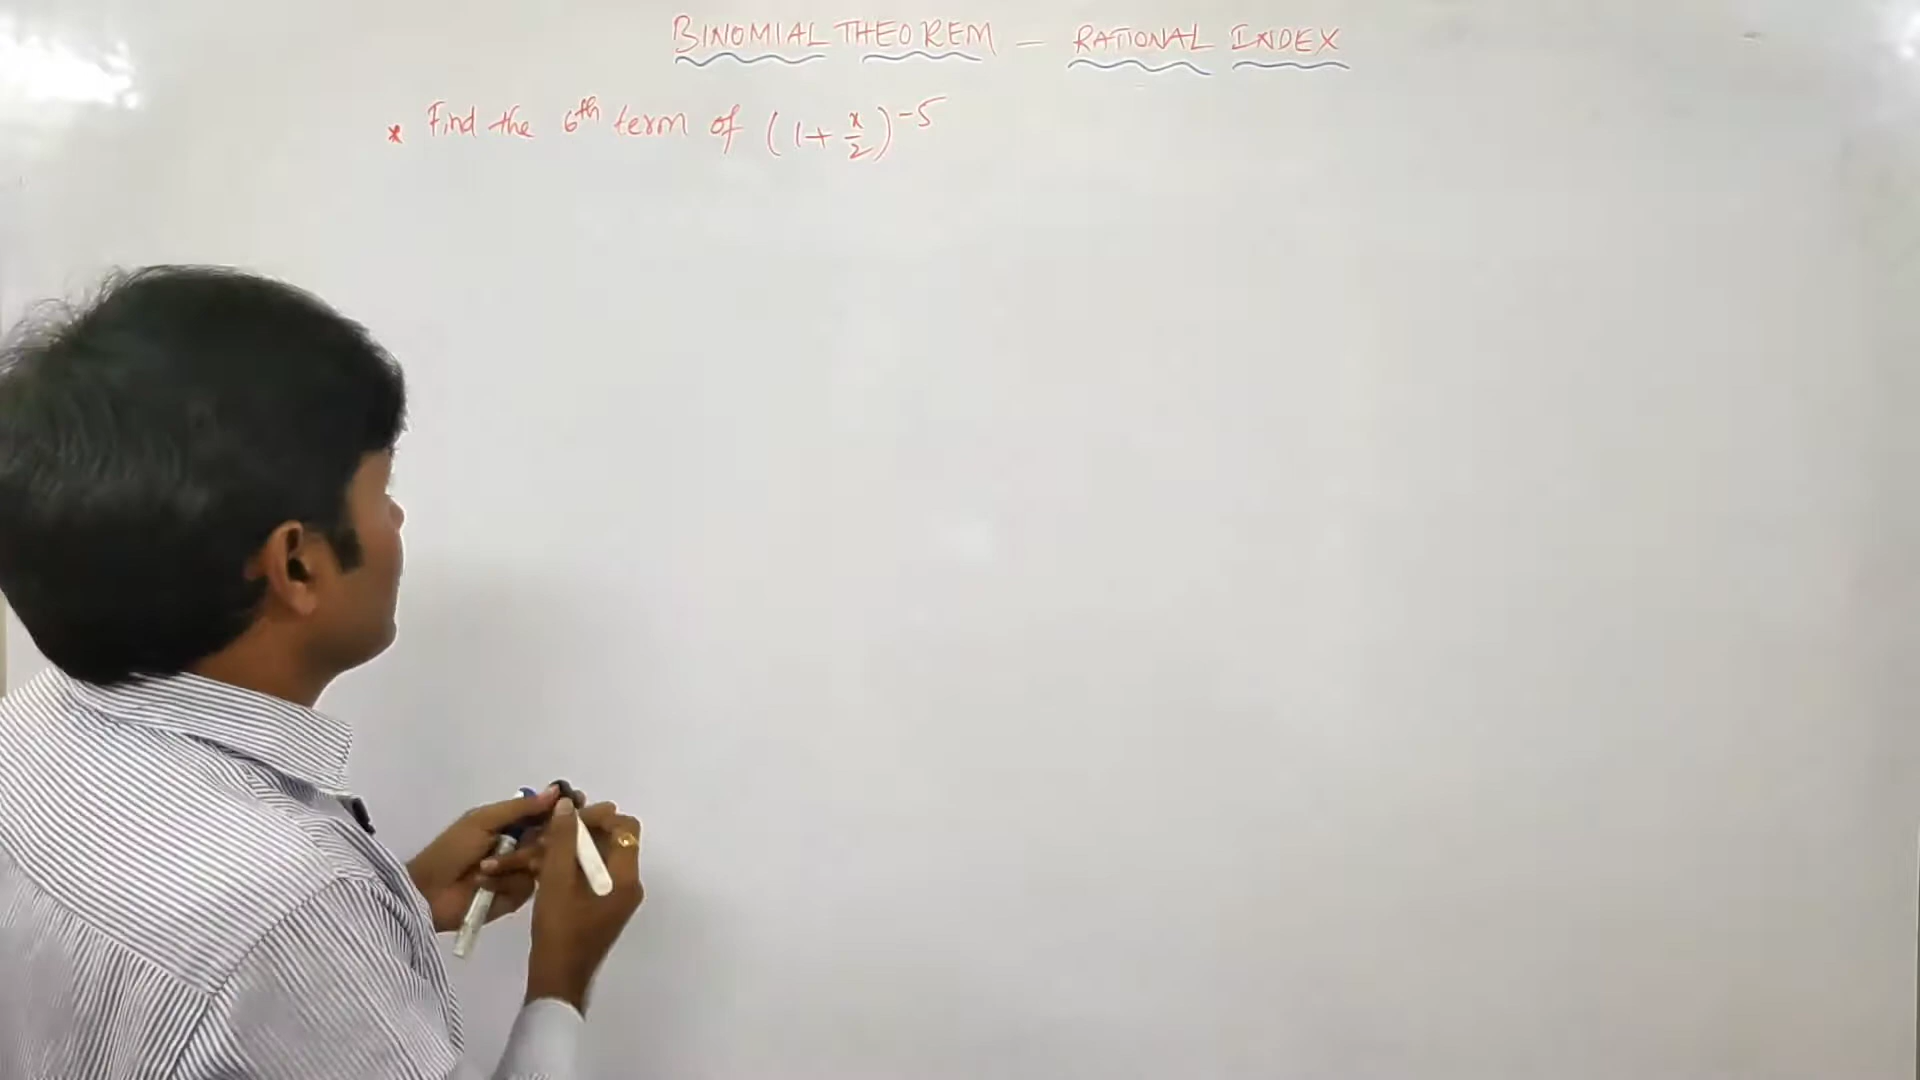 BINOMIAL THEOREM - RATIONAL INDEX
* Find the 6th term of (1+x/2)^-5